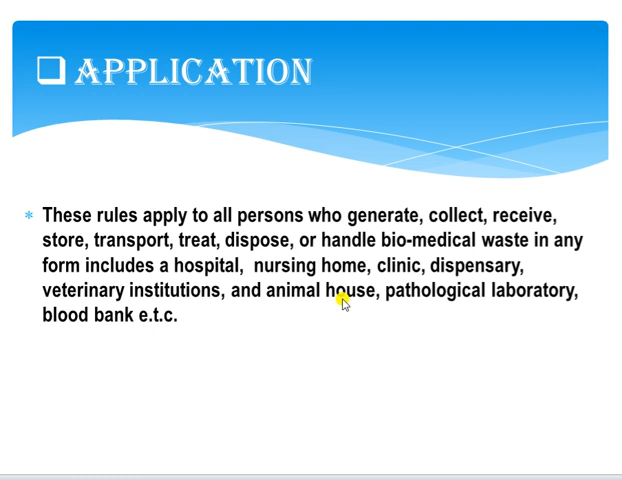 ❑ APPLICATION
* These rules apply to all persons who generate, collect, receive,
store, transport, treat, dispose, or handle bio-medical waste in any
form includes a hospital, nursing home, clinic, dispensary,
veterinary institutions, and animal house, pathological laboratory,
blood bank e.t.c.